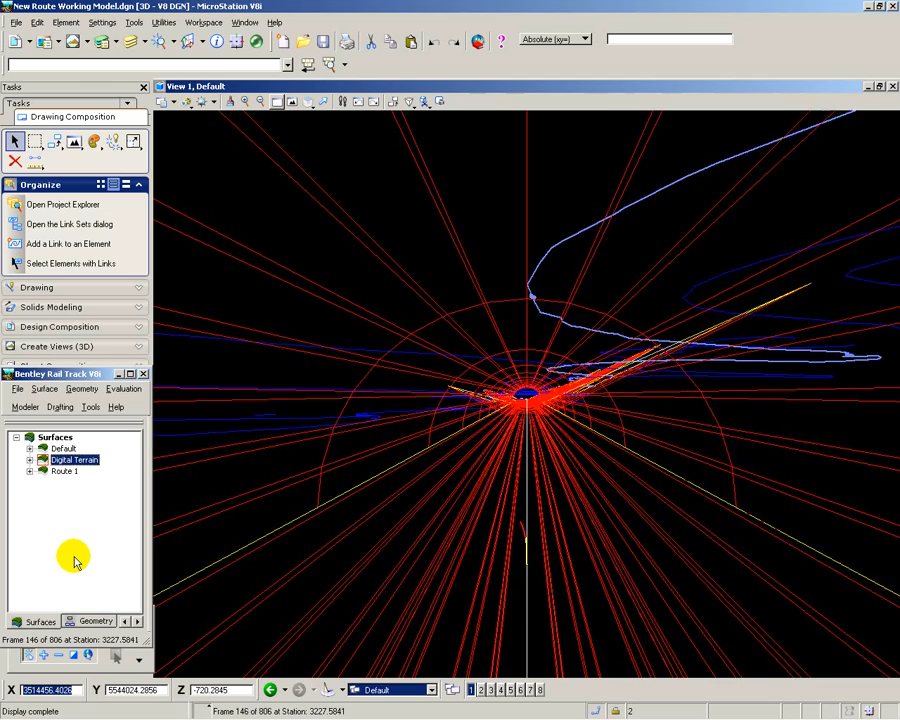 New Route Working Model.dgn [3D - V8 DGN] - MicroStation V8i
File Edit Element Settings Tools Utilities Workspace Window Help
Absolute (xy=)
Tasks
View 1, Default
Tasks
Drawing Composition
Organize
Open Project Explorer
Open the Link Sets dialog
Add a Link to an Element
Select Elements with Links
Drawing
Solids Modeling
Design Composition
Create Views (3D)
Bentley Rail Track V8i
File Surface Geometry Evaluation
Modeler Drafting Tools Help
Surfaces
Default
Digital Terrain
Route 1
Surfaces Geometry
Frame 146 of 806 at Station: 3227.5841
X 3514456.4026 Y 5544024.2856 Z -720.2845 Default 1 2 3 4 5 6 7 8
Display complete Frame 146 of 806 at Station: 3227.5841 2